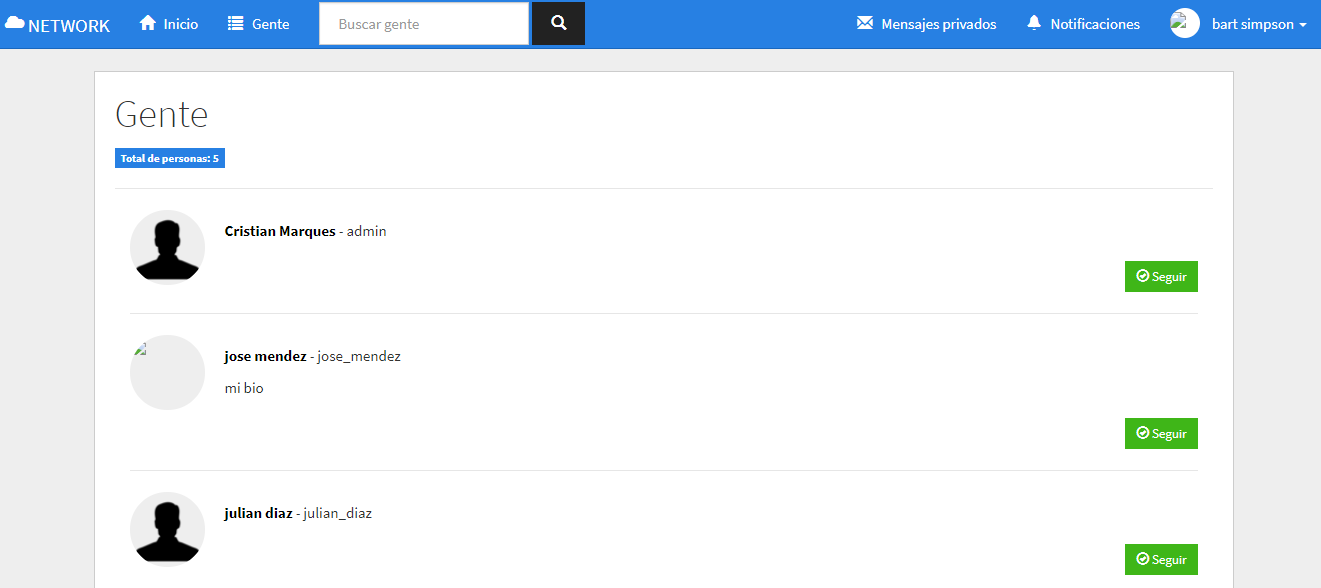 NETWORK Inicio Gente Buscar gente Mensajes privados Notificaciones bart simpson
Gente
Total de personas: 5
Cristian Marques - admin
Seguir
jose mendez - jose_mendez
mi bio
Seguir
julian diaz - julian_diaz
Seguir